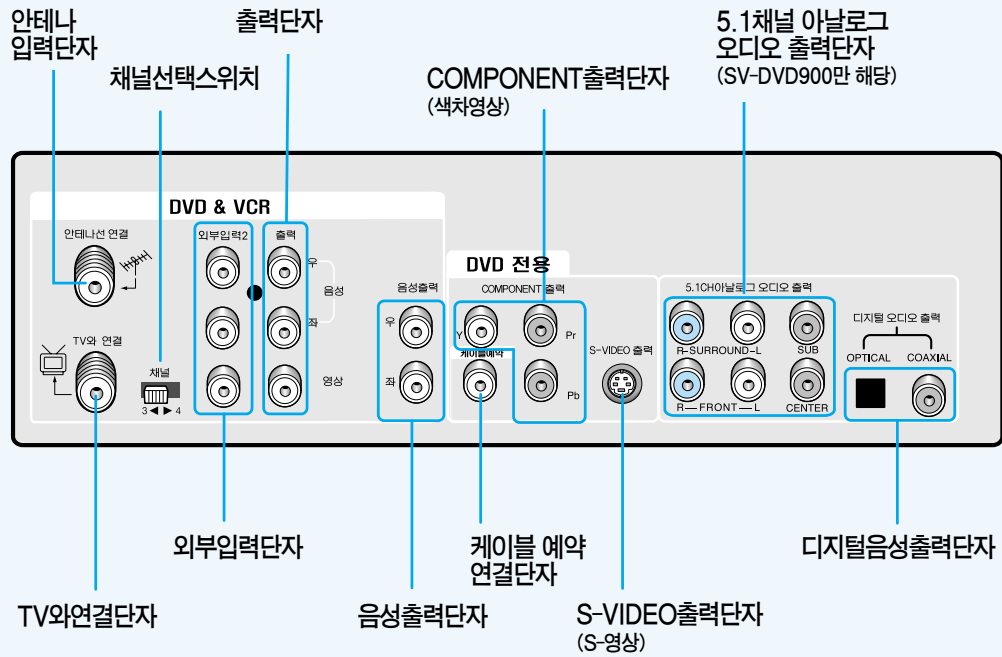 안테나
입력단자
출력단자
5.1채널 아날로그
오디오 출력단자
(SV-DVD900만 해당)
채널선택스위치
COMPONENT출력단자
(색차영상)
DVD & VCR
안테나선 연결
외부입력2
출력
우
음성
좌
영상
TV와 연결
채널
3 ◀ ▶ 4
음성출력
우
좌
DVD 전용
COMPONENT 출력
Y
Pr
케이블예약
Pb
S-VIDEO 출력
5.1CH아날로그 오디오 출력
R-SURROUND-L
SUB
R—FRONT—L
CENTER
디지털 오디오 출력
OPTICAL
COAXIAL
외부입력단자
케이블 예약
연결단자
디지털음성출력단자
TV와연결단자
음성출력단자
S-VIDEO출력단자
(S-영상)